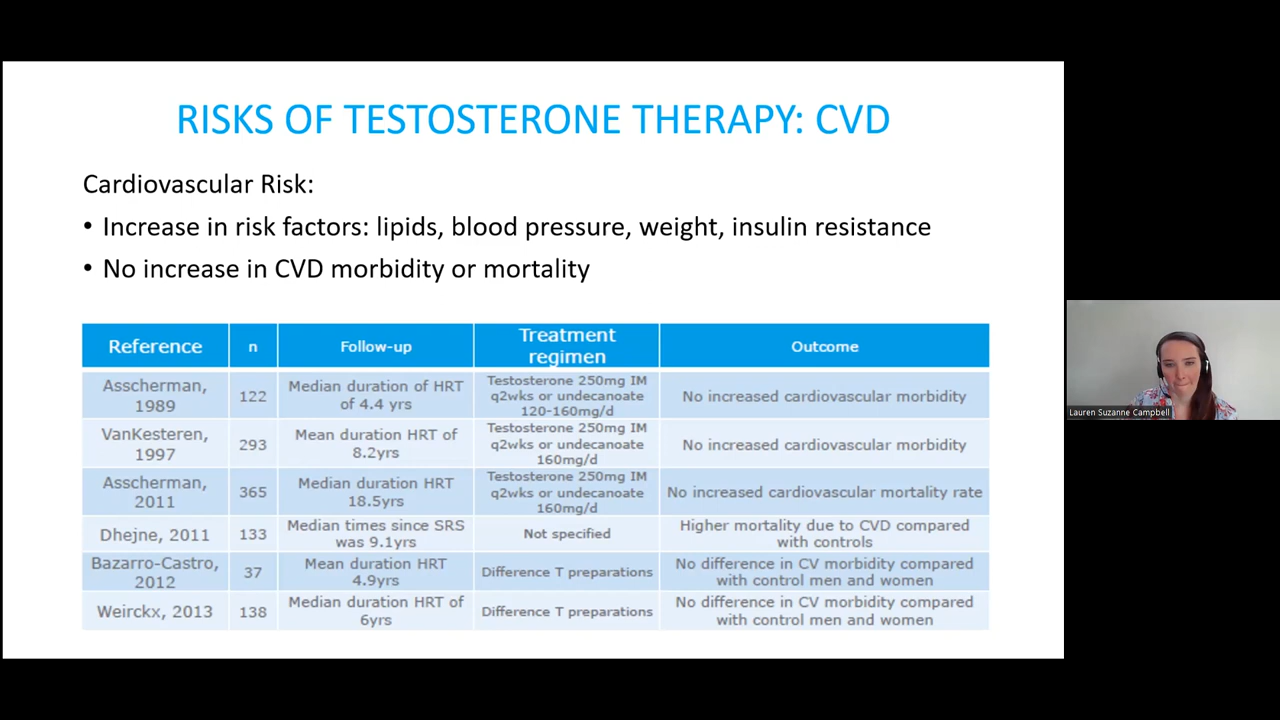 RISKS OF TESTOSTERONE THERAPY: CVD
Cardiovascular Risk:
• Increase in risk factors: lipids, blood pressure, weight, insulin resistance
• No increase in CVD morbidity or mortality
Reference n Follow-up Treatment regimen Outcome
Asscherman, 1989 122 Median duration of HRT of 4.4 yrs Testosterone 250mg IM q2wks or undecanoate 120-160mg/d No increased cardiovascular morbidity
VanKesteren, 1997 293 Mean duration HRT of 8.2yrs Testosterone 250mg IM q2wks or undecanoate 160mg/d No increased cardiovascular morbidity
Asscherman, 2011 365 Median duration HRT 18.5yrs Testosterone 250mg IM q2wks or undecanoate 160mg/d No increased cardiovascular mortality rate
Dhejne, 2011 133 Median times since SRS was 9.1yrs Not specified Higher mortality due to CVD compared with controls
Bazarro-Castro, 2012 37 Mean duration HRT 4.9yrs Difference T preparations No difference in CV morbidity compared with control men and women
Weirckx, 2013 138 Median duration HRT of 6yrs Difference T preparations No difference in CV morbidity compared with control men and women
Lauren Suzanne Campbell